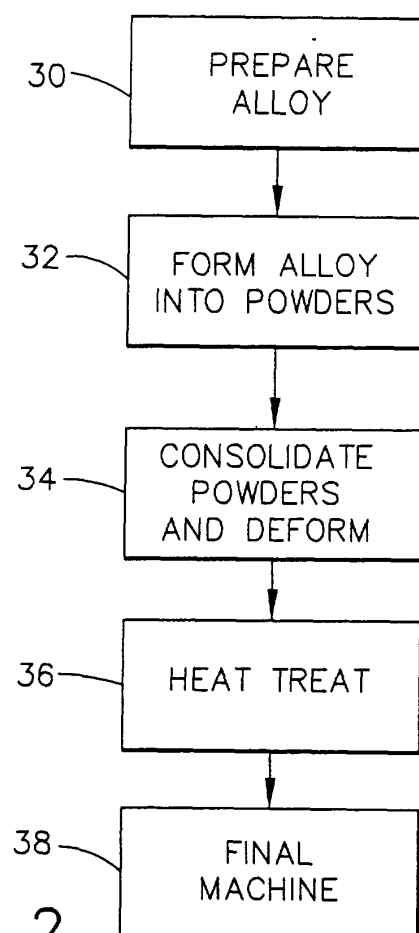 30
PREPARE
ALLOY
32
FORM ALLOY
INTO POWDERS
34
CONSOLIDATE
POWDERS
AND DEFORM
36
HEAT TREAT
38
FINAL
MACHINE
2